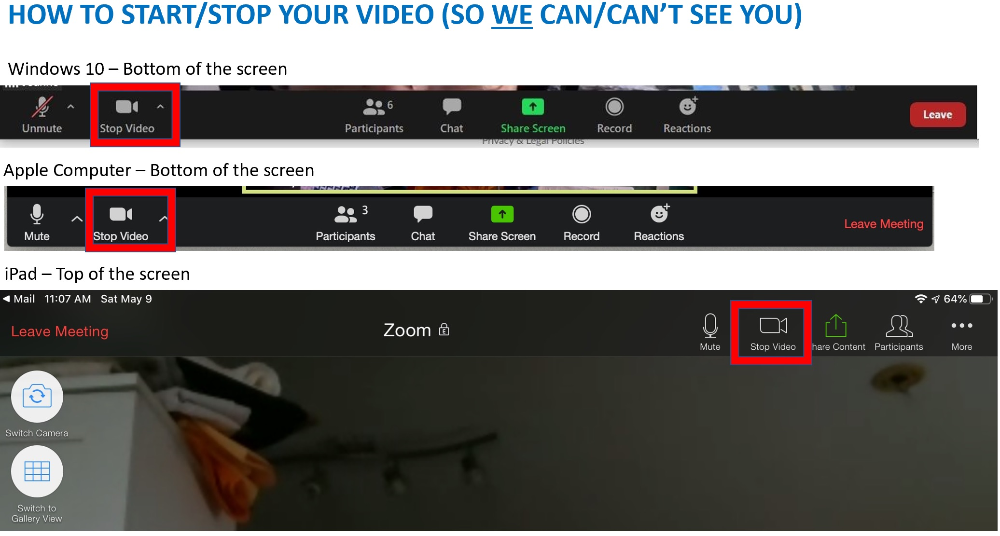 HOW TO START/STOP YOUR VIDEO (SO WE CAN/CAN'T SEE YOU)
Windows 10 – Bottom of the screen
6
Unmute Stop Video Participants Chat Share Screen Record Reactions Leave
Privacy & Legal Policies
Apple Computer – Bottom of the screen
3
Mute Stop Video Participants Chat Share Screen Record Reactions Leave Meeting
iPad – Top of the screen
Mail 11:07 AM Sat May 9 64%
Leave Meeting Zoom E
Mute Stop Video hare Content Participants More
Switch Camera
Switch to
Gallery View